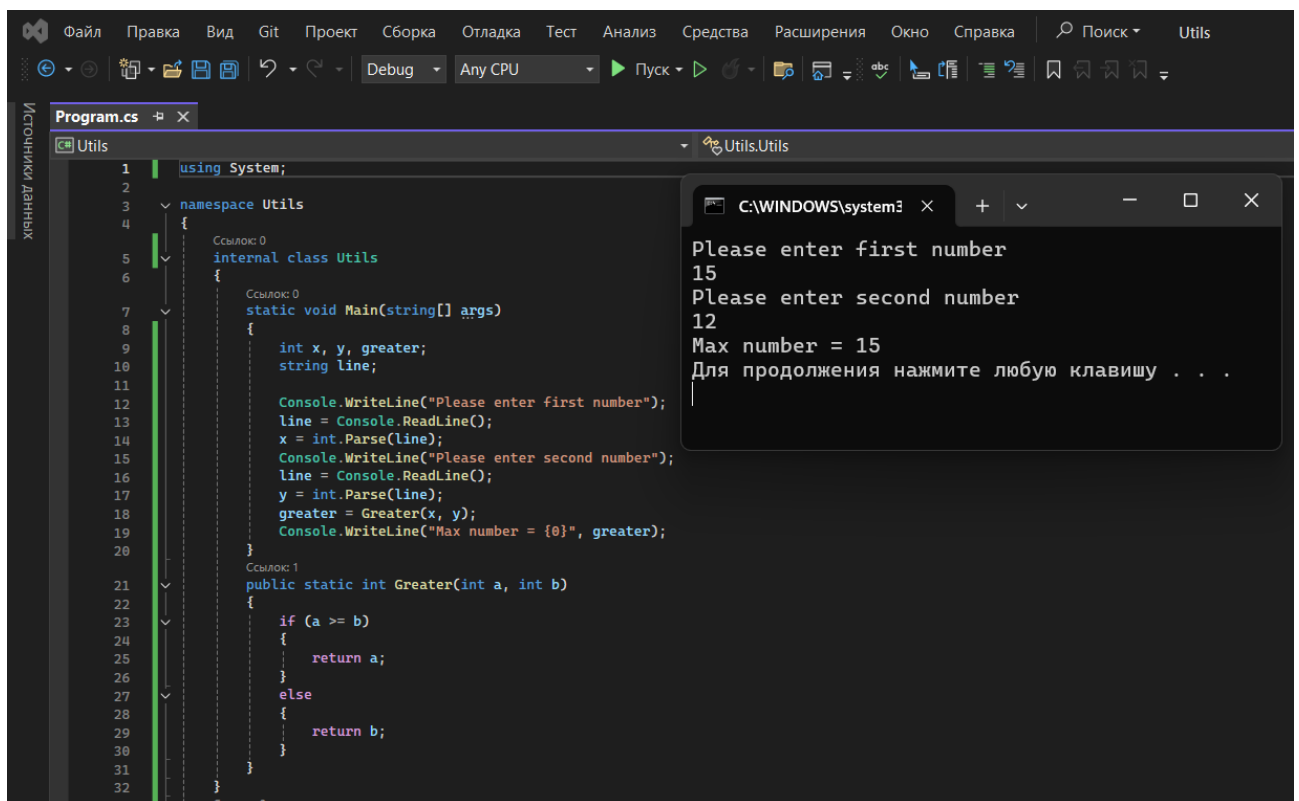 Файл Правка Вид Git Проект Сборка Отладка Тест Анализ Средства Расширения Окно Справка Поиск Utils
Debug Any CPU Пуск
Источники данных
Program.cs
C# Utils Utils.Utils
1 using System;
2
3 namespace Utils
4 {
Ссылок: 0
5 internal class Utils
6 {
Ссылок: 0
7 static void Main(string[] args)
8 {
9 int x, y, greater;
10 string line;
11
12 Console.WriteLine("Please enter first number");
13 line = Console.ReadLine();
14 x = int.Parse(line);
15 Console.WriteLine("Please enter second number");
16 line = Console.ReadLine();
17 y = int.Parse(line);
18 greater = Greater(x, y);
19 Console.WriteLine("Max number = {0}", greater);
20 }
Ссылок: 1
21 public static int Greater(int a, int b)
22 {
23 if (a >= b)
24 {
25 return a;
26 }
27 else
28 {
29 return b;
30 }
31 }
32 }
C:\WINDOWS\system3
Please enter first number
15
Please enter second number
12
Max number = 15
Для продолжения нажмите любую клавишу . . .